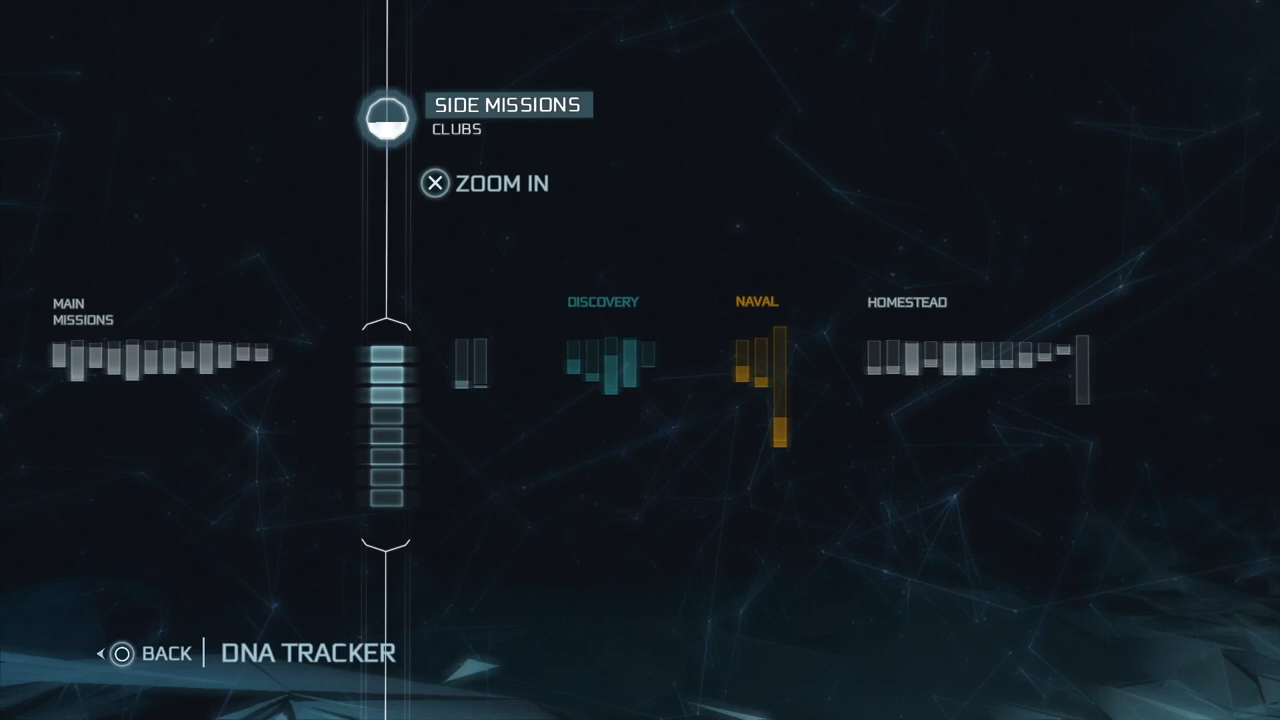 SIDE MISSIONS
CLUBS
ZOOM IN
MAIN
MISSIONS
DISCOVERY
NAVAL
HOMESTEAD
BACK
DNA TRACKER